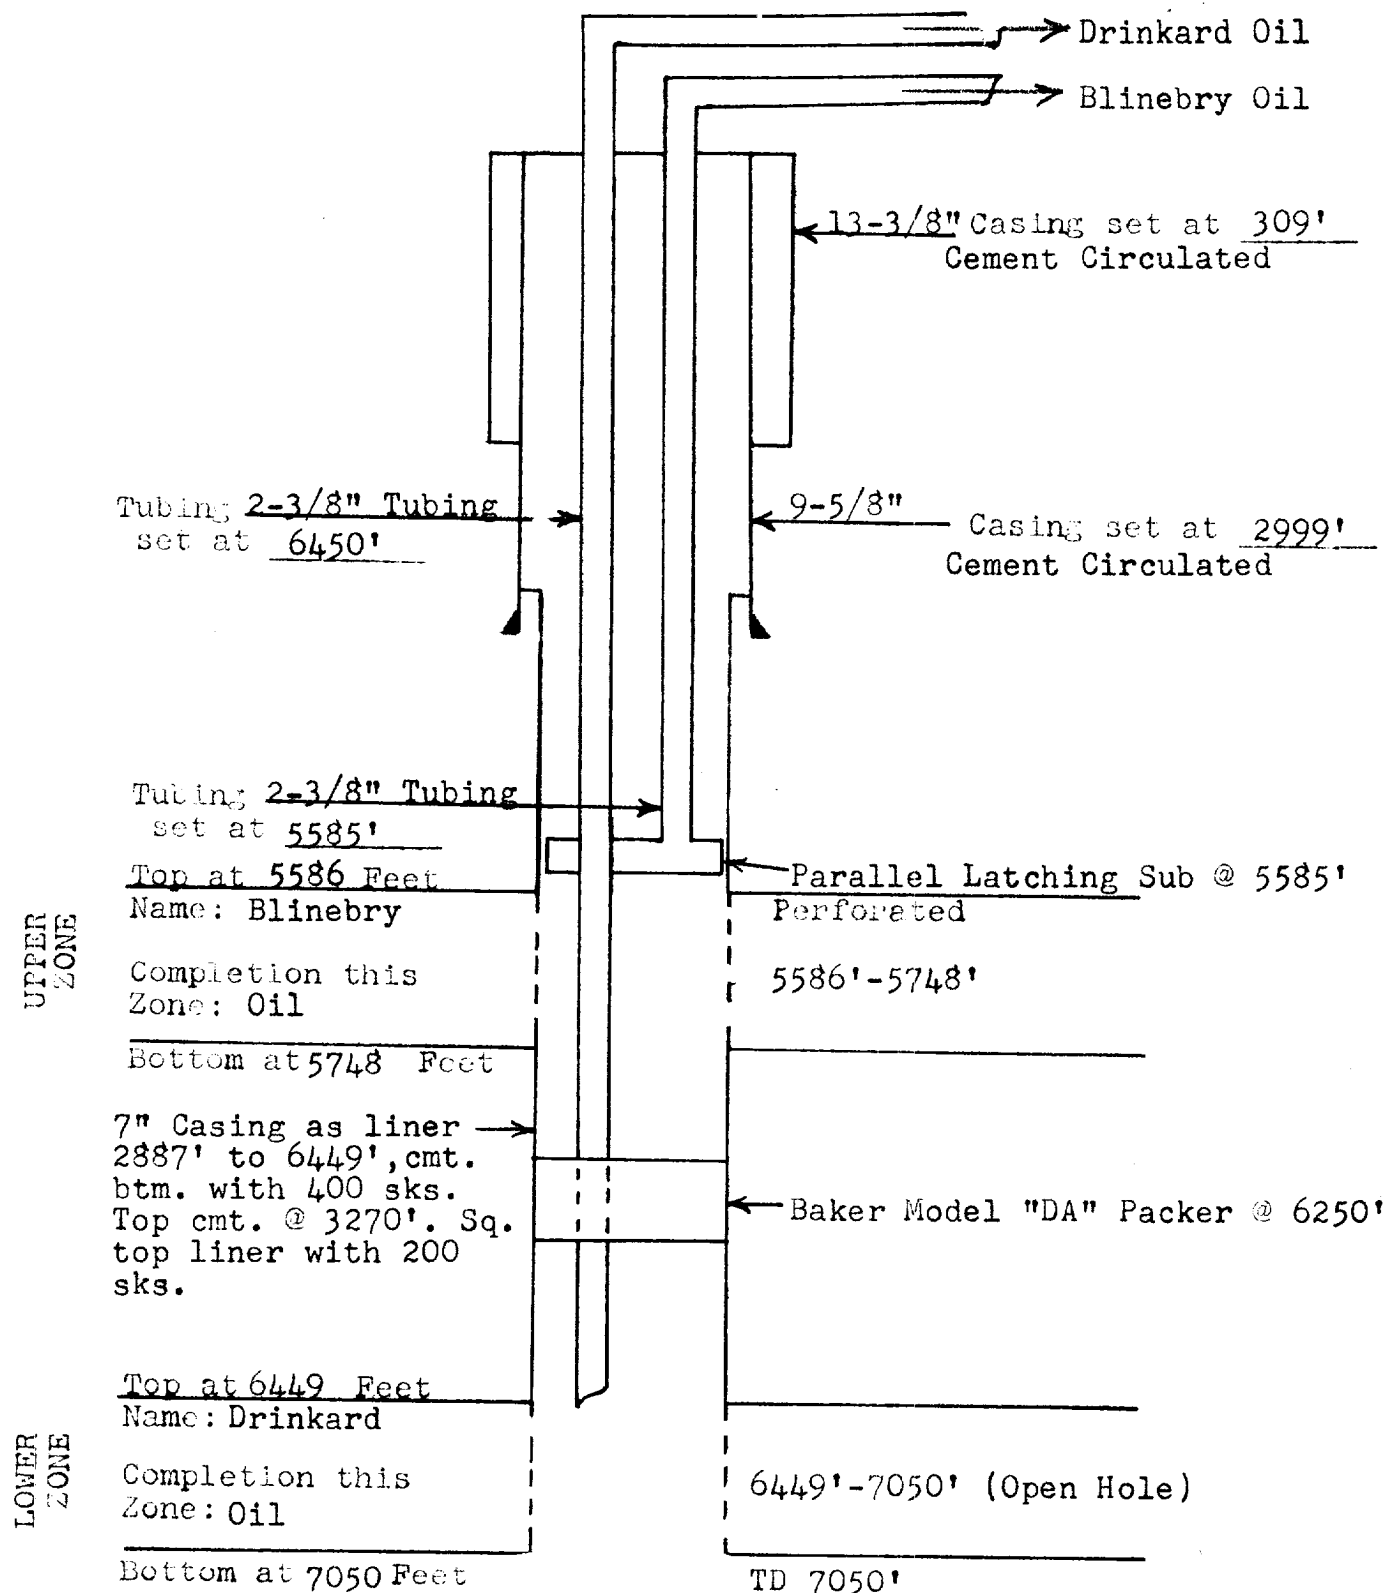 Drinkard Oil
Blinebry Oil
13-3/8" Casing set at 309'
Cement Circulated
Tubing 2-3/8" Tubing
set at 6450'
9-5/8"
Casing set at 2999'
Cement Circulated
Tubing 2-3/8" Tubing
set at 5585'
Parallel Latching Sub @ 5585'
UPPER
ZONE
Top at 5586 Feet
Name: Blinebry
Perforated
Completion this
Zone: Oil
5586'-5748'
Bottom at 5748 Feet
7" Casing as liner
2887' to 6449', cmt.
btm. with 400 sks.
Top cmt. @ 3270'. Sq.
top liner with 200
sks.
Baker Model "DA" Packer @ 6250'
LOWER
ZONE
Top at 6449 Feet
Name: Drinkard
Completion this
Zone: Oil
6449'-7050' (Open Hole)
Bottom at 7050 Feet
TD 7050'